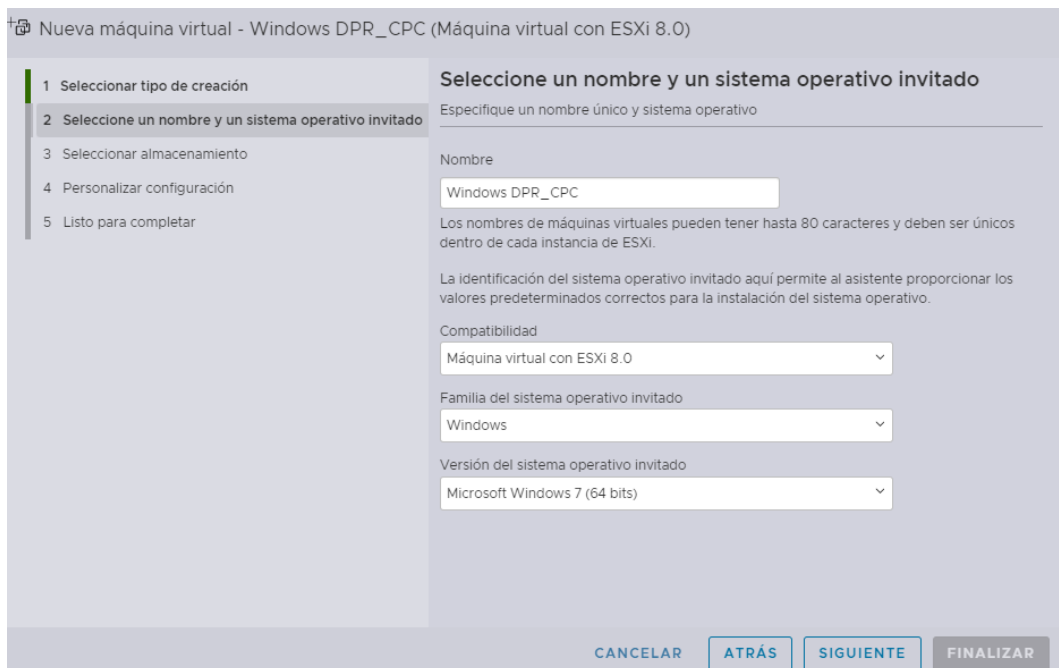 Nueva máquina virtual - Windows DPR_CPC (Máquina virtual con ESXi 8.0)
1 Seleccionar tipo de creación
2 Seleccione un nombre y un sistema operativo invitado
3 Seleccionar almacenamiento
4 Personalizar configuración
5 Listo para completar
Seleccione un nombre y un sistema operativo invitado
Especifique un nombre único y sistema operativo
Nombre
Windows DPR_CPC
Los nombres de máquinas virtuales pueden tener hasta 80 caracteres y deben ser únicos
dentro de cada instancia de ESXi.
La identificación del sistema operativo invitado aquí permite al asistente proporcionar los
valores predeterminados correctos para la instalación del sistema operativo.
Compatibilidad
Máquina virtual con ESXi 8.0
Familia del sistema operativo invitado
Windows
Versión del sistema operativo invitado
Microsoft Windows 7 (64 bits)
CANCELAR
ATRÁS
SIGUIENTE
FINALIZAR